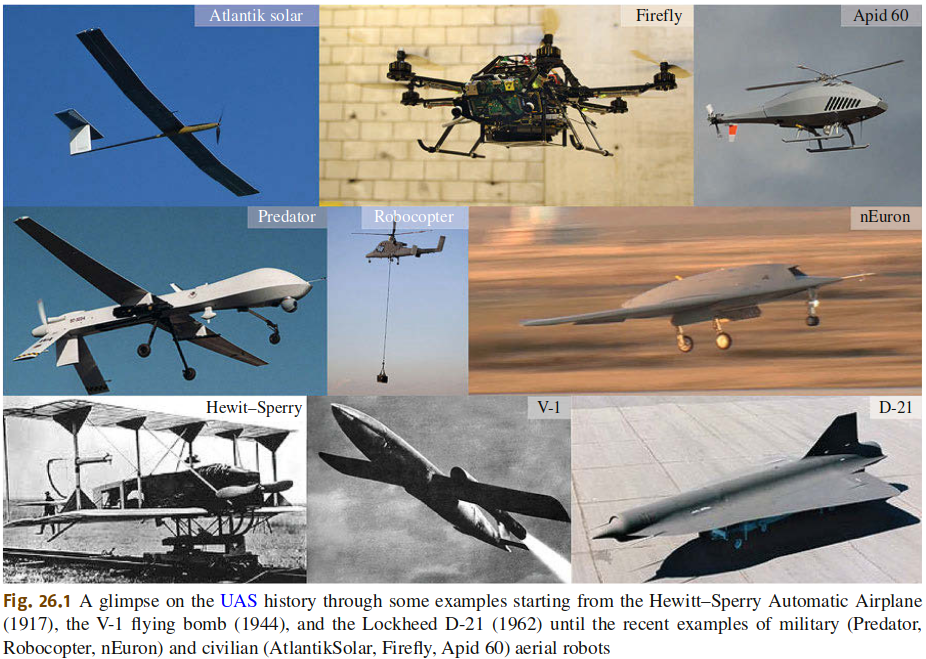 Atlantik solar
Firefly
Apid 60
Predator
Robocopter
nEuron
Hewit–Sperry
V-1
D-21
Fig. 26.1 A glimpse on the UAS history through some examples starting from the Hewitt–Sperry Automatic Airplane
(1917), the V-1 flying bomb (1944), and the Lockheed D-21 (1962) until the recent examples of military (Predator,
Robocopter, nEuron) and civilian (AtlantikSolar, Firefly, Apid 60) aerial robots